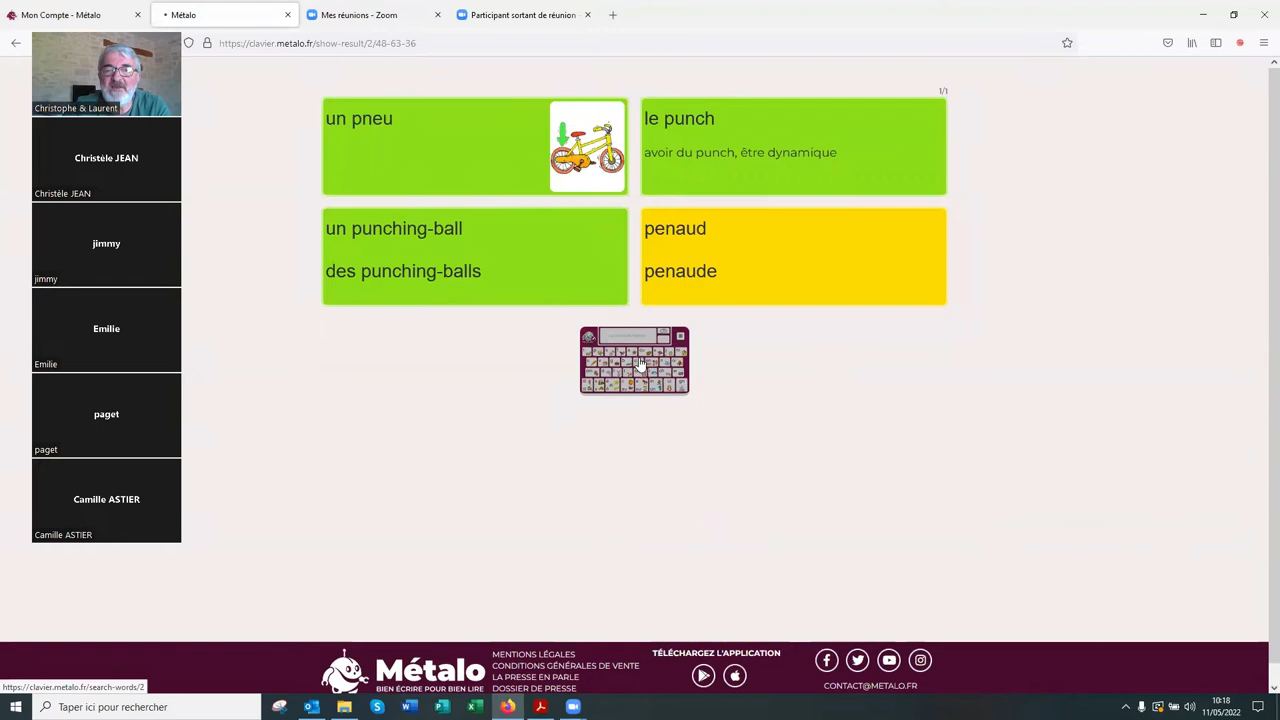 Mon Compte - Métalo
Métalo
Mes réunions - Zoom
Participant sortant de réunion
https://clavier.metalo.fr/show-result/2/48-63-36
Christophe & Laurent
Christèle JEAN
Christèle JEAN
jimmy
jimmy
Emilie
Emilie
paget
paget
Camille ASTIER
Camille ASTIER
1/1
un pneu
le punch
avoir du punch, être dynamique
un punching-ball
des punching-balls
penaud
penaude
Métalo
BIEN ÉCRIRE POUR BIEN LIRE
MENTIONS LÉGALES
CONDITIONS GÉNÉRALES DE VENTE
LA PRESSE EN PARLE
DOSSIER DE PRESSE
TÉLÉCHARGEZ L'APPLICATION
CONTACT@METALO.FR
https://clavier.metalo.fr/search-words/2
Taper ici pour rechercher
10:18
11/05/2022